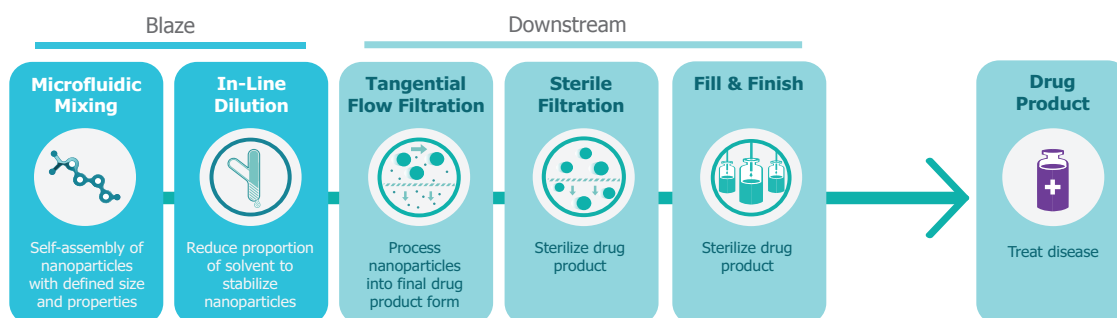 Blaze
Downstream
Microfluidic
Mixing
Self-assembly of
nanoparticles
with defined size
and properties
In-Line
Dilution
Reduce proportion
of solvent to
stabilize
nanoparticles
Tangential
Flow Filtration
Process
nanoparticles
into final drug
product form
Sterile
Filtration
Sterilize drug
product
Fill & Finish
Sterilize drug
product
Drug
Product
Treat disease